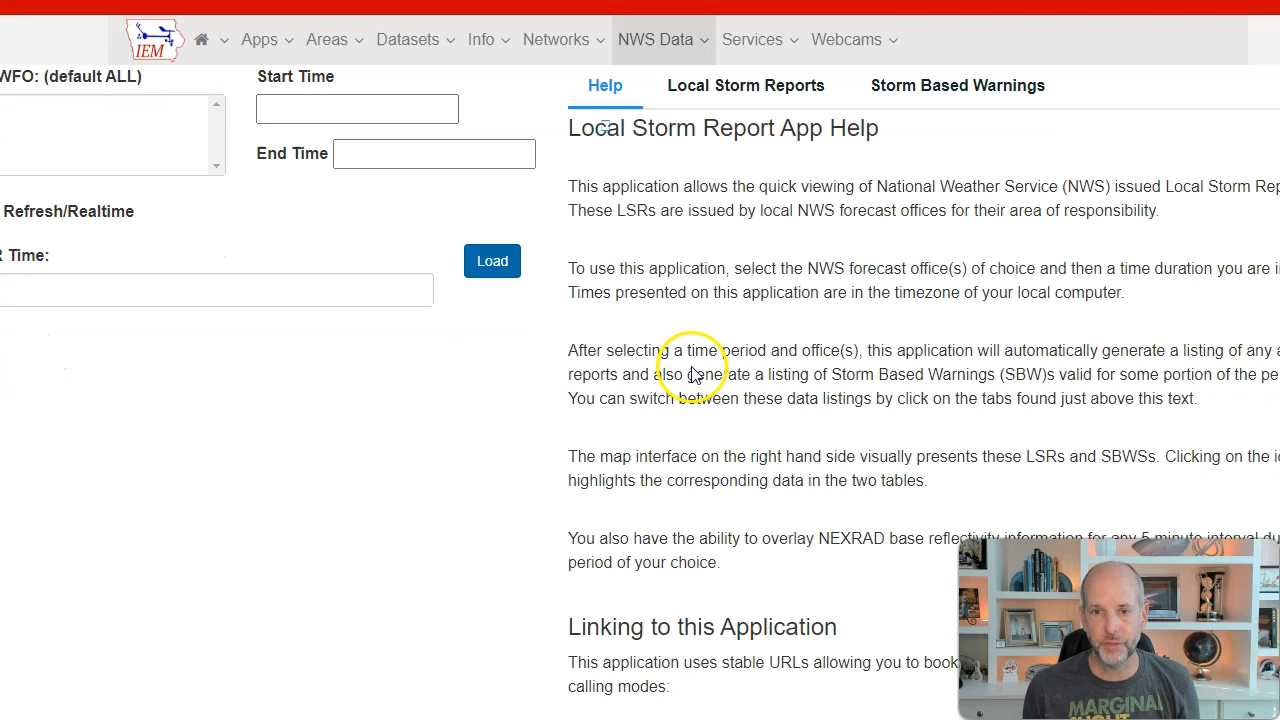 IEM
Apps
Areas
Datasets
Info
Networks
NWS Data
Services
Webcams
WFO: (default ALL)
Start Time
End Time
Refresh/Realtime
Time:
Load
Help
Local Storm Reports
Storm Based Warnings
Local Storm Report App Help
This application allows the quick viewing of National Weather Service (NWS) issued Local Storm
These LSRs are issued by local NWS forecast offices for their area of responsibility.
To use this application, select the NWS forecast office(s) of choice and then a time duration you are
Times presented on this application are in the timezone of your local computer.
After selecting a time period and office(s), this application will automatically generate a listing of any
reports and also generate a listing of Storm Based Warnings (SBW)s valid for some portion of the
You can switch between these data listings by click on the tabs found just above this text.
The map interface on the right hand side visually presents these LSRs and SBWSs. Clicking on the
highlights the corresponding data in the two tables.
You also have the ability to overlay NEXRAD base reflectivity information for any 5 minute interval
period of your choice.
Linking to this Application
This application uses stable URLs allowing you to
calling modes:
MARGINAL